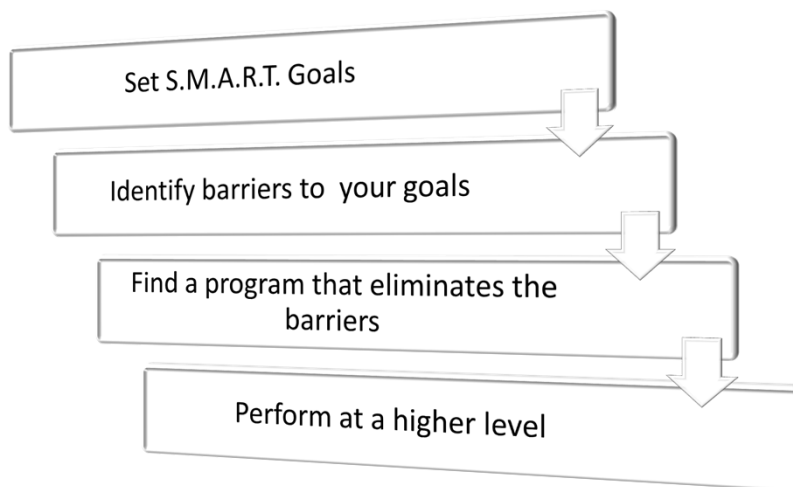 Set S.M.A.R.T. Goals
Identify barriers to  your goals
Find a program that eliminates the
barriers
Perform at a higher level